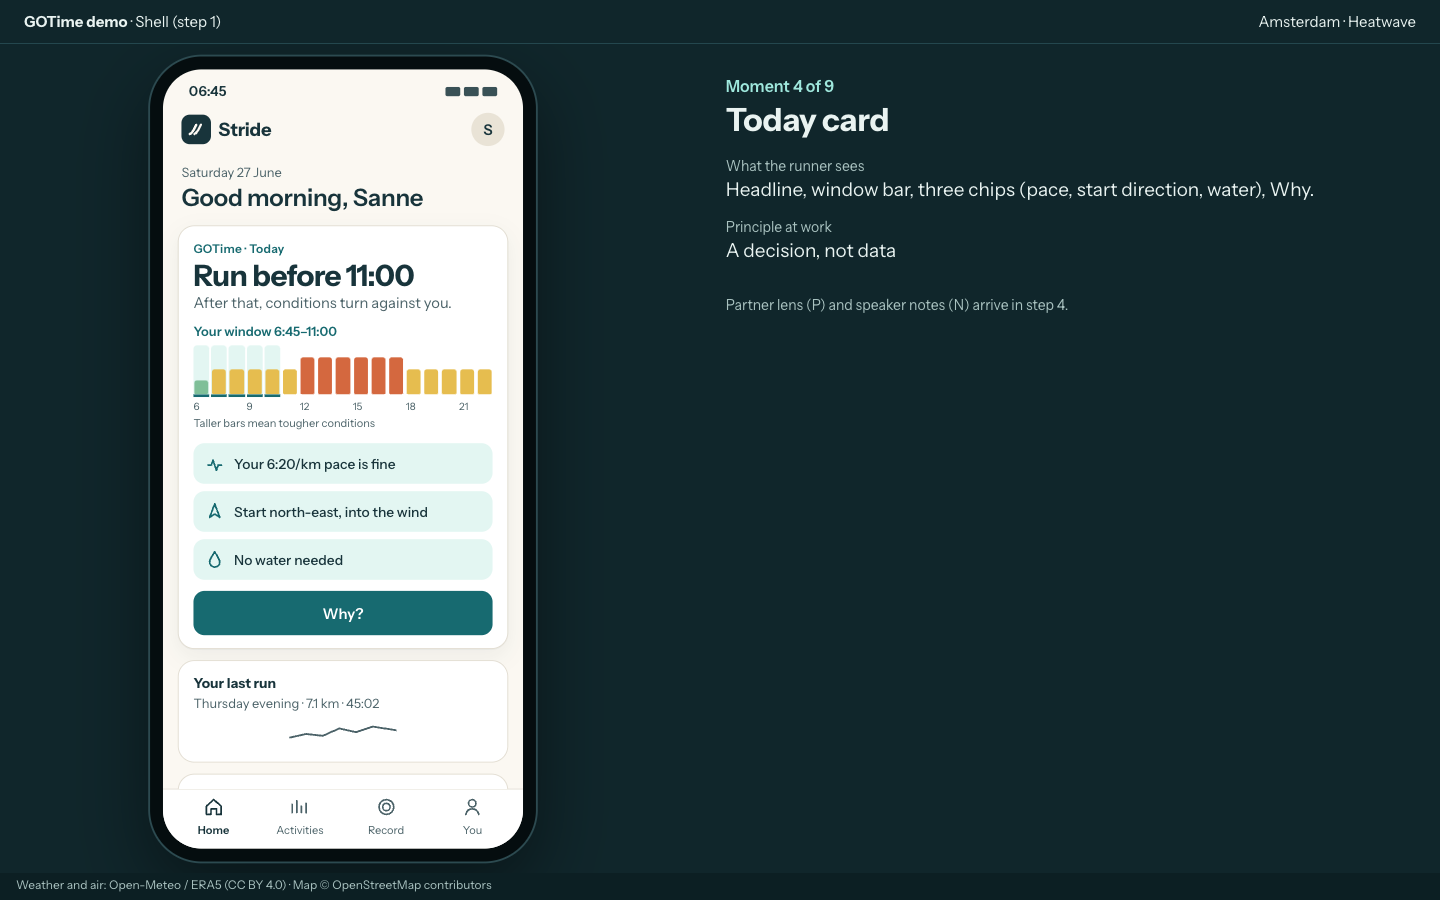 GOTime demo · Shell (step 1)
Amsterdam · Heatwave
06:45
Stride
S
Saturday 27 June
Good morning, Sanne
GOTime · Today
Run before 11:00
After that, conditions turn against you.
Your window 6:45–11:00
6 9 12 15 18 21
Taller bars mean tougher conditions
Your 6:20/km pace is fine
Start north-east, into the wind
No water needed
Why?
Your last run
Thursday evening · 7.1 km · 45:02
Home Activities Record You
Moment 4 of 9
Today card
What the runner sees
Headline, window bar, three chips (pace, start direction, water), Why.
Principle at work
A decision, not data
Partner lens (P) and speaker notes (N) arrive in step 4.
Weather and air: Open-Meteo / ERA5 (CC BY 4.0) · Map © OpenStreetMap contributors